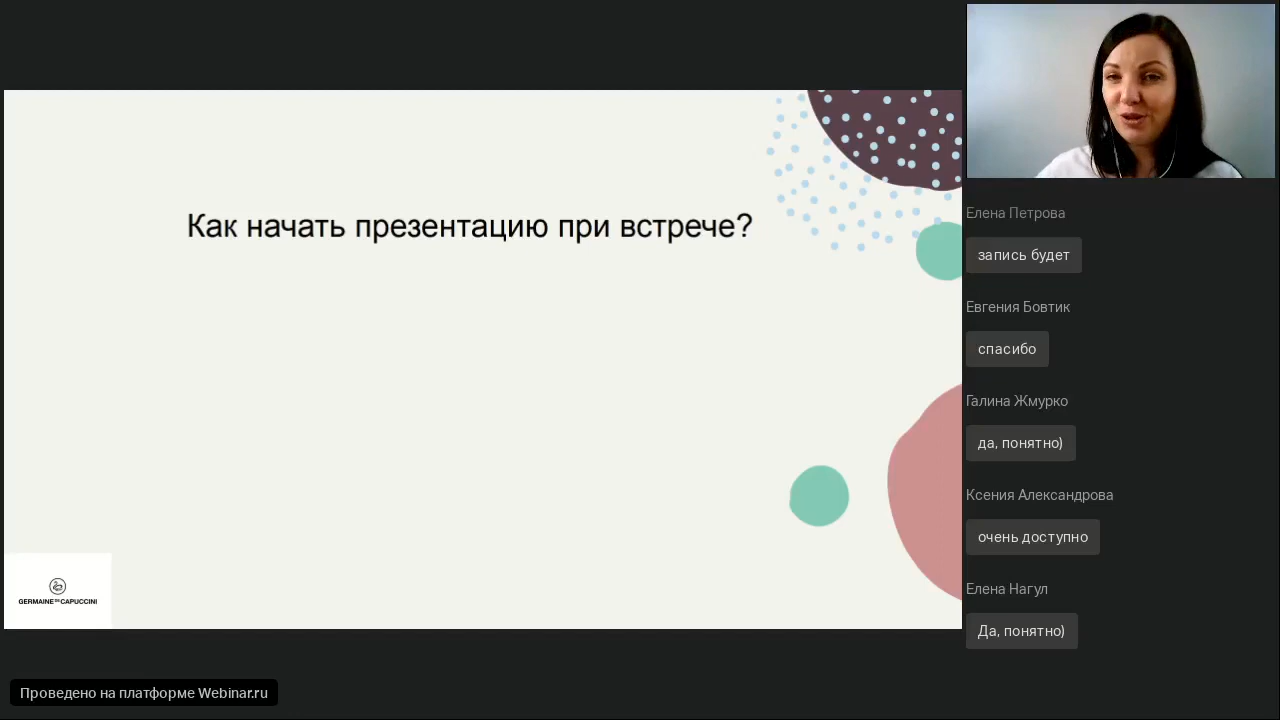 Как начать презентацию при встрече?
GERMAINE DE CAPUCCINI
Елена Петрова
запись будет
Евгения Бовтик
спасибо
Галина Жмурко
да, понятно)
Ксения Александрова
очень доступно
Елена Нагул
Да, понятно)
Проведено на платформе Webinar.ru